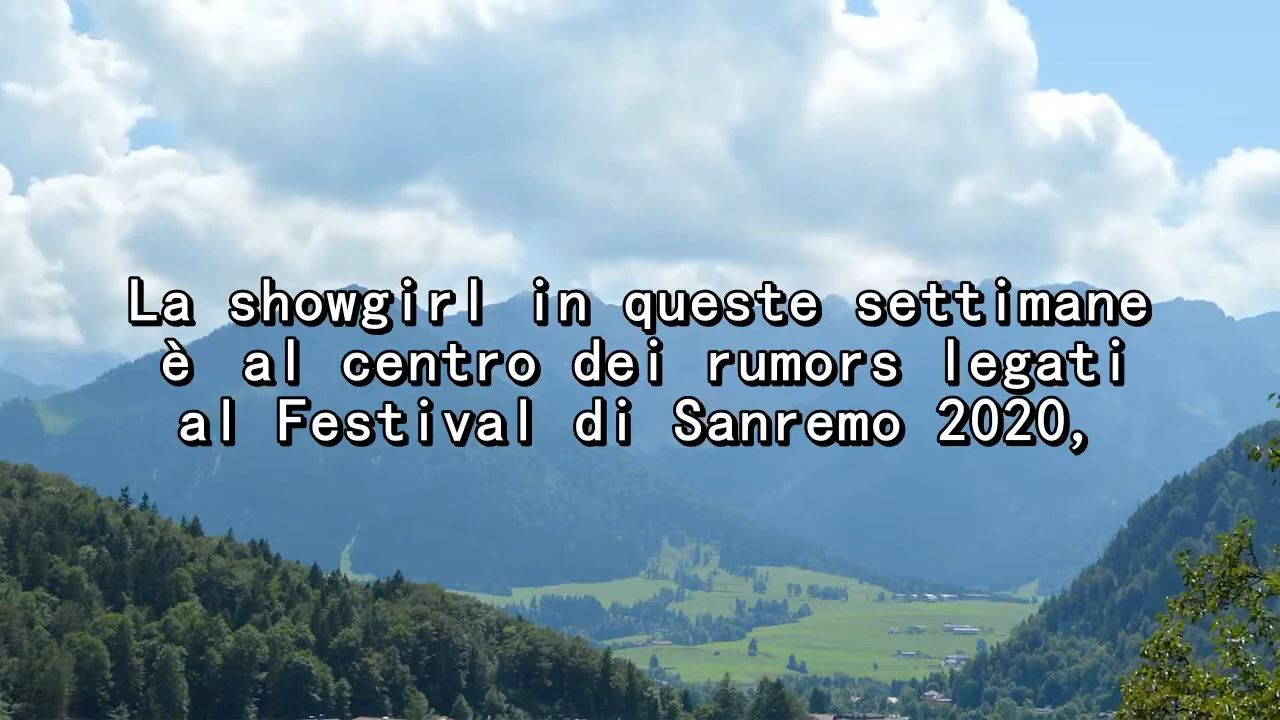 La showgirl in queste settimane
è al centro dei rumors legati
al Festival di Sanremo 2020,